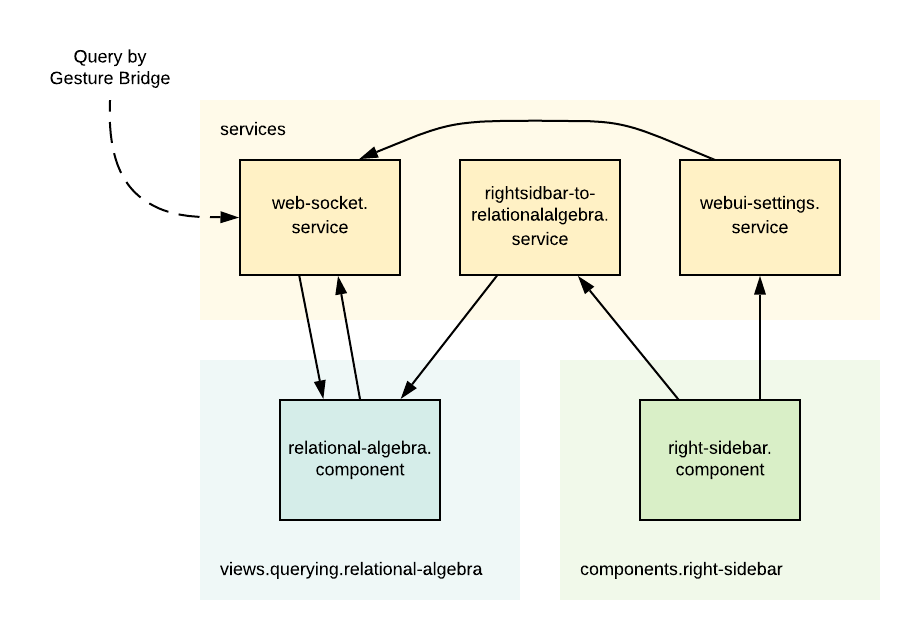 Query by
Gesture Bridge
services
web-socket.
service
rightsidbar-to-
relationalalgebra.
service
webui-settings.
service
relational-algebra.
component
right-sidebar.
component
views.querying.relational-algebra
components.right-sidebar